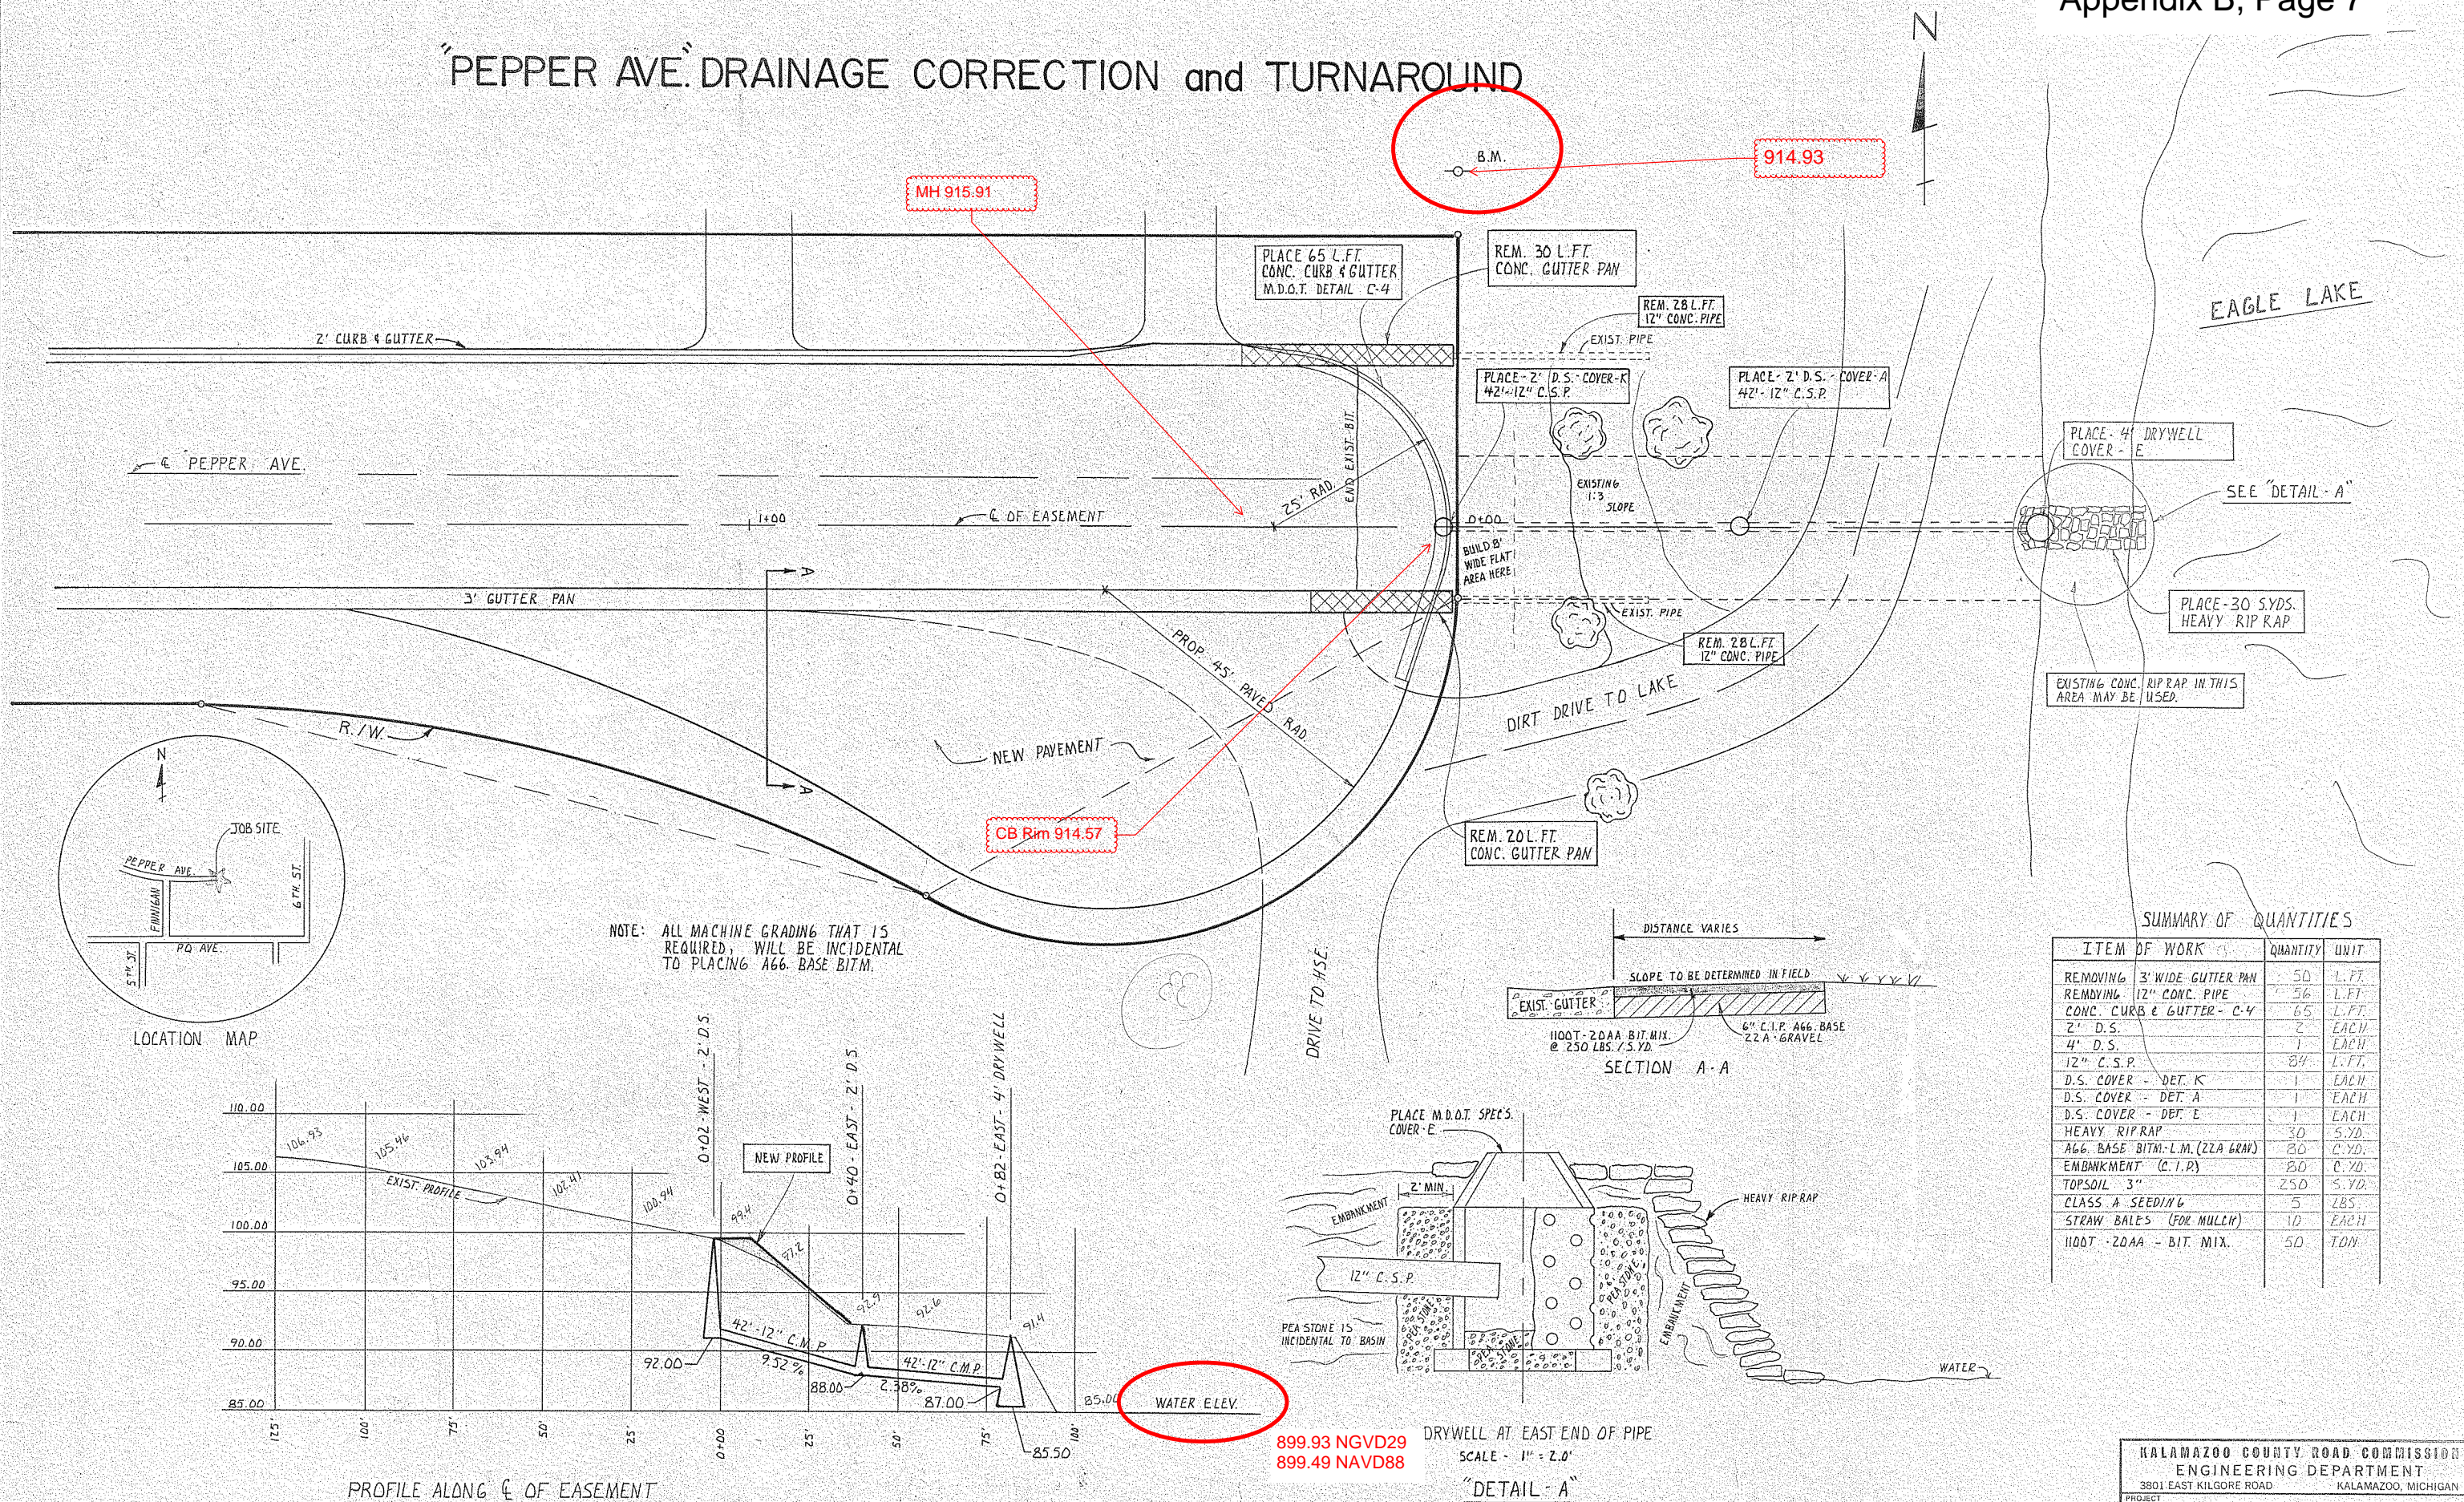 Appendix B, Page 7
"PEPPER AVE." DRAINAGE CORRECTION and TURNAROUND
N
B.M.
914.93
MH 915.91
PLACE 65 L.FT.
CONC. CURB & GUTTER
M.D.O.T. DETAIL C-4
REM. 30 L.FT.
CONC. GUTTER PAN
REM. 28 L.FT.
12" CONC. PIPE
EXIST. PIPE
EAGLE LAKE
2' CURB & GUTTER
PLACE - 2' D.S. - COVER-K
42'-12" C.S.P.
PLACE - 2' D.S. - COVER-A
42'-12" C.S.P.
PLACE - 4' DRYWELL
COVER - E
SEE "DETAIL - A"
℄ PEPPER AVE.
END EXIST. BIT.
25' RAD.
EXISTING
1:3
SLOPE
1+00
℄ OF EASEMENT
0+00
BUILD 8'
WIDE FLAT
AREA HERE
A
3' GUTTER PAN
EXIST. PIPE
PLACE - 30 S.YDS.
HEAVY RIP RAP
REM. 28 L.FT.
12" CONC. PIPE
PROP. 45' PAVED RAD.
EXISTING CONC. RIP RAP IN THIS
AREA MAY BE USED.
DIRT DRIVE TO LAKE
R./W.
NEW PAVEMENT
A
CB Rim 914.57
REM. 20 L.FT.
CONC. GUTTER PAN
N
JOB SITE
PEPPER AVE.
FINNIGAN
6TH. ST.
PQ AVE.
5TH ST.
LOCATION MAP
NOTE: ALL MACHINE GRADING THAT IS
REQUIRED, WILL BE INCIDENTAL
TO PLACING AGG. BASE BITM.
DRIVE TO HSE.
DISTANCE VARIES
SLOPE TO BE DETERMINED IN FIELD
EXIST. GUTTER
1100T-20AA BIT. MIX.
@ 250 LBS./S.YD.
6" C.I.P. AGG. BASE
22A-GRAVEL
SECTION A-A
SUMMARY OF QUANTITIES
ITEM OF WORK QUANTITY UNIT
REMOVING 3' WIDE GUTTER PAN 50 L.FT.
REMOVING 12" CONC. PIPE 56 L.FT.
CONC. CURB & GUTTER - C-4 65 L.FT.
2' D.S. 2 EACH
4' D.S. 1 EACH
12" C.S.P. 84 L.FT.
D.S. COVER - DET. K 1 EACH
D.S. COVER - DET. A 1 EACH
D.S. COVER - DET. E 1 EACH
HEAVY RIP RAP 30 S.YD.
AGG. BASE BITM.-L.M. (22A GRAV.) 80 C.YD.
EMBANKMENT (C.I.P.) 80 C.YD.
TOPSOIL 3" 250 S.YD.
CLASS A SEEDING 5 LBS
STRAW BALES (FOR MULCH) 10 EACH
1100T - 20AA - BIT. MIX. 50 TON
0+02-WEST - 2' D.S.
0+40-EAST - 2' D.S.
0+82-EAST - 4' DRYWELL
110.00
105.00
100.00
95.00
90.00
85.00
106.93
105.46
103.94
102.41
100.94
99.4
97.2
92.9
92.6
91.4
EXIST. PROFILE
NEW PROFILE
42'-12" C.M.P.
9.52 %
42'-12" C.M.P.
2.38%
92.00
88.00
87.00
85.50
85.00
WATER ELEV.
125'
100'
75'
50'
25'
0+00
25'
50'
75'
100'
PROFILE ALONG ℄ OF EASEMENT
899.93 NGVD29
899.49 NAVD88
PLACE M.D.O.T. SPEC'S.
COVER-E
2' MIN.
EMBANKMENT
HEAVY RIP RAP
12" C.S.P.
PEA STONE
PEA STONE
PEA STONE
EMBANKMENT
PEA STONE IS
INCIDENTAL TO BASIN
WATER
DRYWELL AT EAST END OF PIPE
SCALE - 1" = 2.0'
"DETAIL - A"
KALAMAZOO COUNTY ROAD COMMISSION
ENGINEERING DEPARTMENT
3801 EAST KILGORE ROAD KALAMAZOO, MICHIGAN
PROJECT